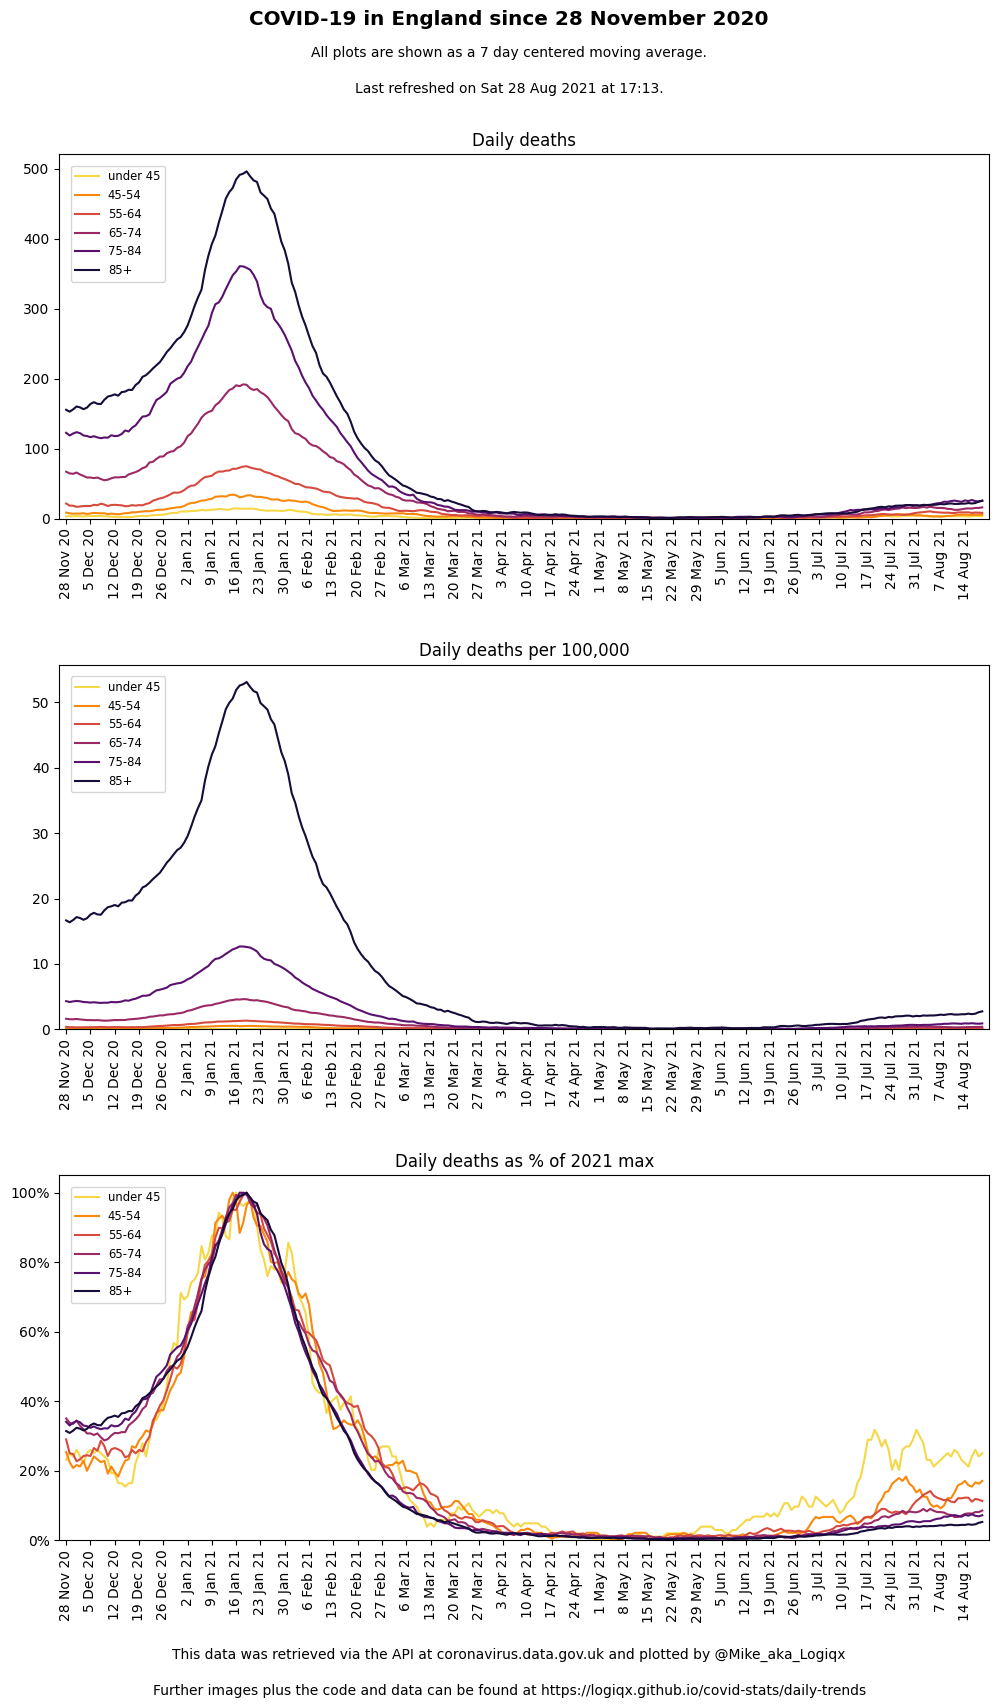 COVID-19 in England since 28 November 2020
All plots are shown as a 7 day centered moving average.
Last refreshed on Sat 28 Aug 2021 at 17:13.
Daily deaths
500
400
300
200
100
0
under 45
45-54
55-64
65-74
75-84
85+
28 Nov 20
5 Dec 20
12 Dec 20
19 Dec 20
26 Dec 20
2 Jan 21
9 Jan 21
16 Jan 21
23 Jan 21
30 Jan 21
6 Feb 21
13 Feb 21
20 Feb 21
27 Feb 21
6 Mar 21
13 Mar 21
20 Mar 21
27 Mar 21
3 Apr 21
10 Apr 21
17 Apr 21
24 Apr 21
1 May 21
8 May 21
15 May 21
22 May 21
29 May 21
5 Jun 21
12 Jun 21
19 Jun 21
26 Jun 21
3 Jul 21
10 Jul 21
17 Jul 21
24 Jul 21
31 Jul 21
7 Aug 21
14 Aug 21
Daily deaths per 100,000
50
40
30
20
10
0
under 45
45-54
55-64
65-74
75-84
85+
28 Nov 20
5 Dec 20
12 Dec 20
19 Dec 20
26 Dec 20
2 Jan 21
9 Jan 21
16 Jan 21
23 Jan 21
30 Jan 21
6 Feb 21
13 Feb 21
20 Feb 21
27 Feb 21
6 Mar 21
13 Mar 21
20 Mar 21
27 Mar 21
3 Apr 21
10 Apr 21
17 Apr 21
24 Apr 21
1 May 21
8 May 21
15 May 21
22 May 21
29 May 21
5 Jun 21
12 Jun 21
19 Jun 21
26 Jun 21
3 Jul 21
10 Jul 21
17 Jul 21
24 Jul 21
31 Jul 21
7 Aug 21
14 Aug 21
Daily deaths as % of 2021 max
100%
80%
60%
40%
20%
0%
under 45
45-54
55-64
65-74
75-84
85+
28 Nov 20
5 Dec 20
12 Dec 20
19 Dec 20
26 Dec 20
2 Jan 21
9 Jan 21
16 Jan 21
23 Jan 21
30 Jan 21
6 Feb 21
13 Feb 21
20 Feb 21
27 Feb 21
6 Mar 21
13 Mar 21
20 Mar 21
27 Mar 21
3 Apr 21
10 Apr 21
17 Apr 21
24 Apr 21
1 May 21
8 May 21
15 May 21
22 May 21
29 May 21
5 Jun 21
12 Jun 21
19 Jun 21
26 Jun 21
3 Jul 21
10 Jul 21
17 Jul 21
24 Jul 21
31 Jul 21
7 Aug 21
14 Aug 21
This data was retrieved via the API at coronavirus.data.gov.uk and plotted by @Mike_aka_Logiqx
Further images plus the code and data can be found at https://logiqx.github.io/covid-stats/daily-trends